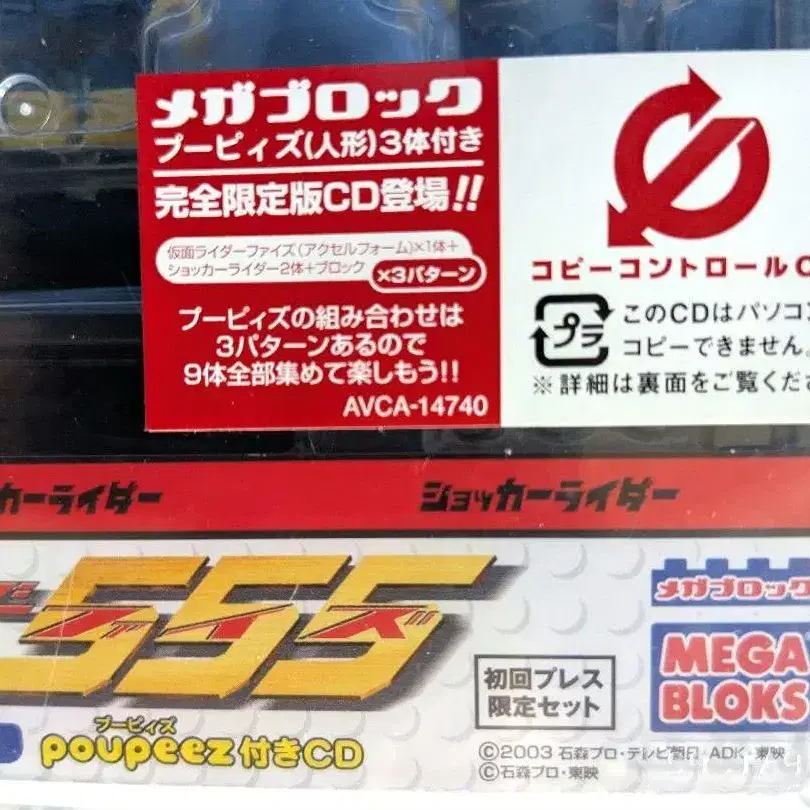 メガブロック
プーピィズ(人形)3体付き
完全限定版CD登場!!
仮面ライダーファイズ(アクセルフォーム)×1体+
ショッカーライダー2体+ブロック ×3パターン
プーピィズの組み合わせは
3パターンあるので
9体全部集めて楽しもう!!
AVCA-14740
コピーコントロールC
プラ
このCDはパソコン
コピーできません。
※詳細は裏面をご覧くださ
カーライダー
ショッカーライダー
555
ファイズ
プーピィズ
poupeez付きCD
初回プレス
限定セット
メガブロック
MEGA
BLOKS
©2003 石森プロ・テレビ朝日・ADK・東映
©石森プロ・東映